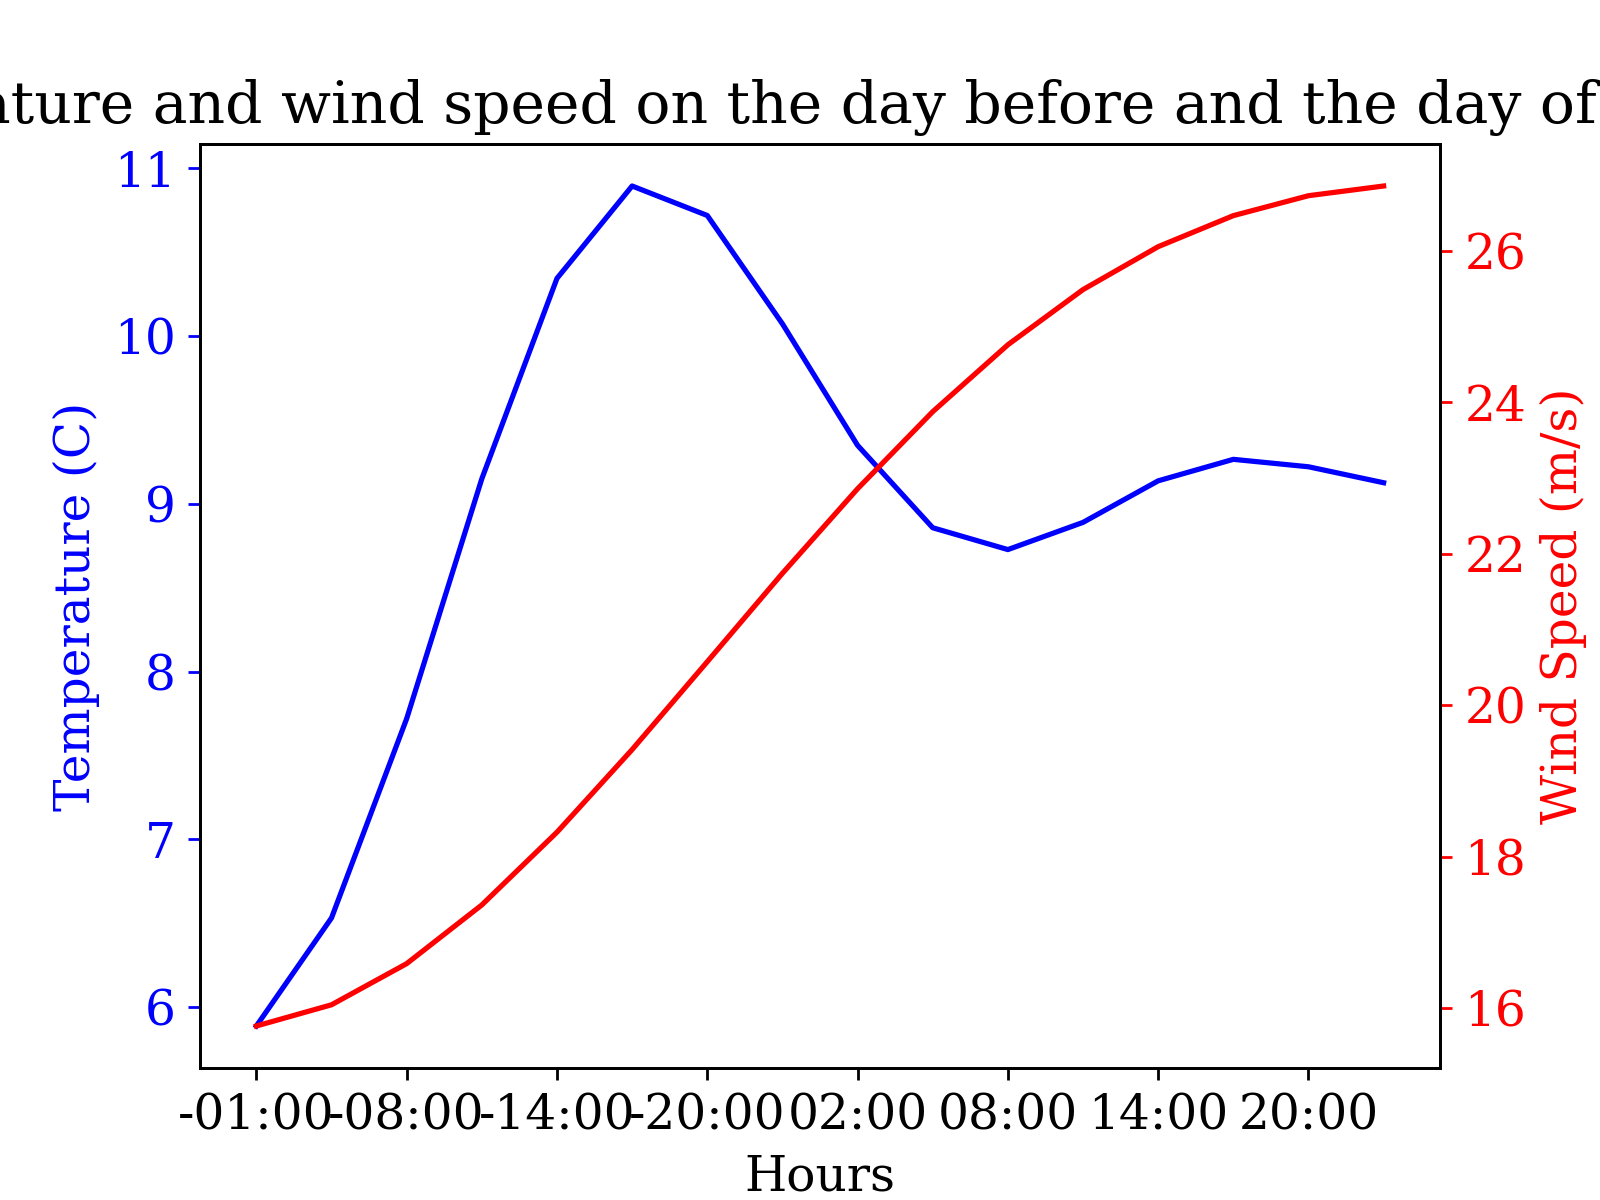 ature and wind speed on the day before and the day of
11
10
9
8
7
6
Temperature (C)
26
24
22
20
18
16
Wind Speed (m/s)
-01:00 -08:00 -14:00 -20:00 02:00 08:00 14:00 20:00
Hours